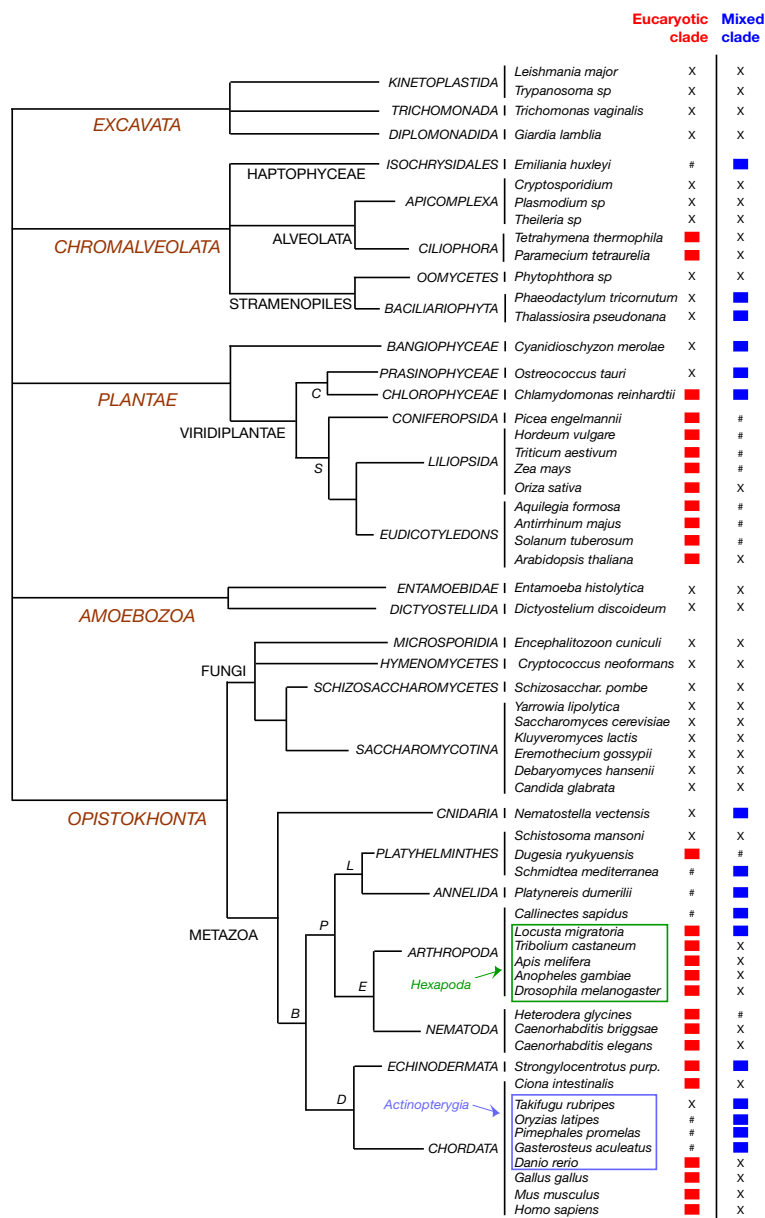 Eucaryotic clade Mixed clade
EXCAVATA
KINETOPLASTIDA
Leishmania major X X
Trypanosoma sp X X
TRICHOMONADA Trichomonas vaginalis X X
DIPLOMONADIDA Giardia lamblia X X
CHROMALVEOLATA
HAPTOPHYCEAE
ISOCHRYSIDALES Emiliania huxleyi #
ALVEOLATA
APICOMPLEXA
Cryptosporidium X X
Plasmodium sp X X
Theileria sp X X
CILIOPHORA
Tetrahymena thermophila X
Paramecium tetraurelia X
STRAMENOPILES
OOMYCETES Phytophthora sp X X
BACILIARIOPHYTA
Phaeodactylum tricornutum X
Thalassiosira pseudonana X
PLANTAE
BANGIOPHYCEAE Cyanidioschyzon merolae X
VIRIDIPLANTAE
C
PRASINOPHYCEAE Ostreococcus tauri X
CHLOROPHYCEAE Chlamydomonas reinhardtii
S
CONIFEROPSIDA Picea engelmannii #
LILIOPSIDA
Hordeum vulgare #
Triticum aestivum #
Zea mays #
Oriza sativa X
EUDICOTYLEDONS
Aquilegia formosa #
Antirrhinum majus #
Solanum tuberosum #
Arabidopsis thaliana X
AMOEBOZOA
ENTAMOEBIDAE Entamoeba histolytica X X
DICTYOSTELLIDA Dictyostelium discoideum X X
OPISTOKHONTA
FUNGI
MICROSPORIDIA Encephalitozoon cuniculi X X
HYMENOMYCETES Cryptococcus neoformans X X
SCHIZOSACCHAROMYCETES Schizosacchar. pombe X X
SACCHAROMYCOTINA
Yarrowia lipolytica X X
Saccharomyces cerevisiae X X
Kluyveromyces lactis X X
Eremothecium gossypii X X
Debaryomyces hansenii X X
Candida glabrata X X
METAZOA
CNIDARIA Nematostella vectensis X
B
P
L
PLATYHELMINTHES
Schistosoma mansoni X X
Dugesia ryukyuensis #
Schmidtea mediterranea #
ANNELIDA Platynereis dumerilii #
E
ARTHROPODA
Callinectes sapidus #
Hexapoda
Locusta migratoria
Tribolium castaneum X
Apis melifera X
Anopheles gambiae X
Drosophila melanogaster X
NEMATODA
Heterodera glycines #
Caenorhabditis briggsae X
Caenorhabditis elegans X
D
ECHINODERMATA Strongylocentrotus purp.
CHORDATA
Ciona intestinalis X
Actinopterygia
Takifugu rubripes X
Oryzias latipes #
Pimephales promelas #
Gasterosteus aculeatus #
Danio rerio X
Gallus gallus X
Mus musculus X
Homo sapiens X